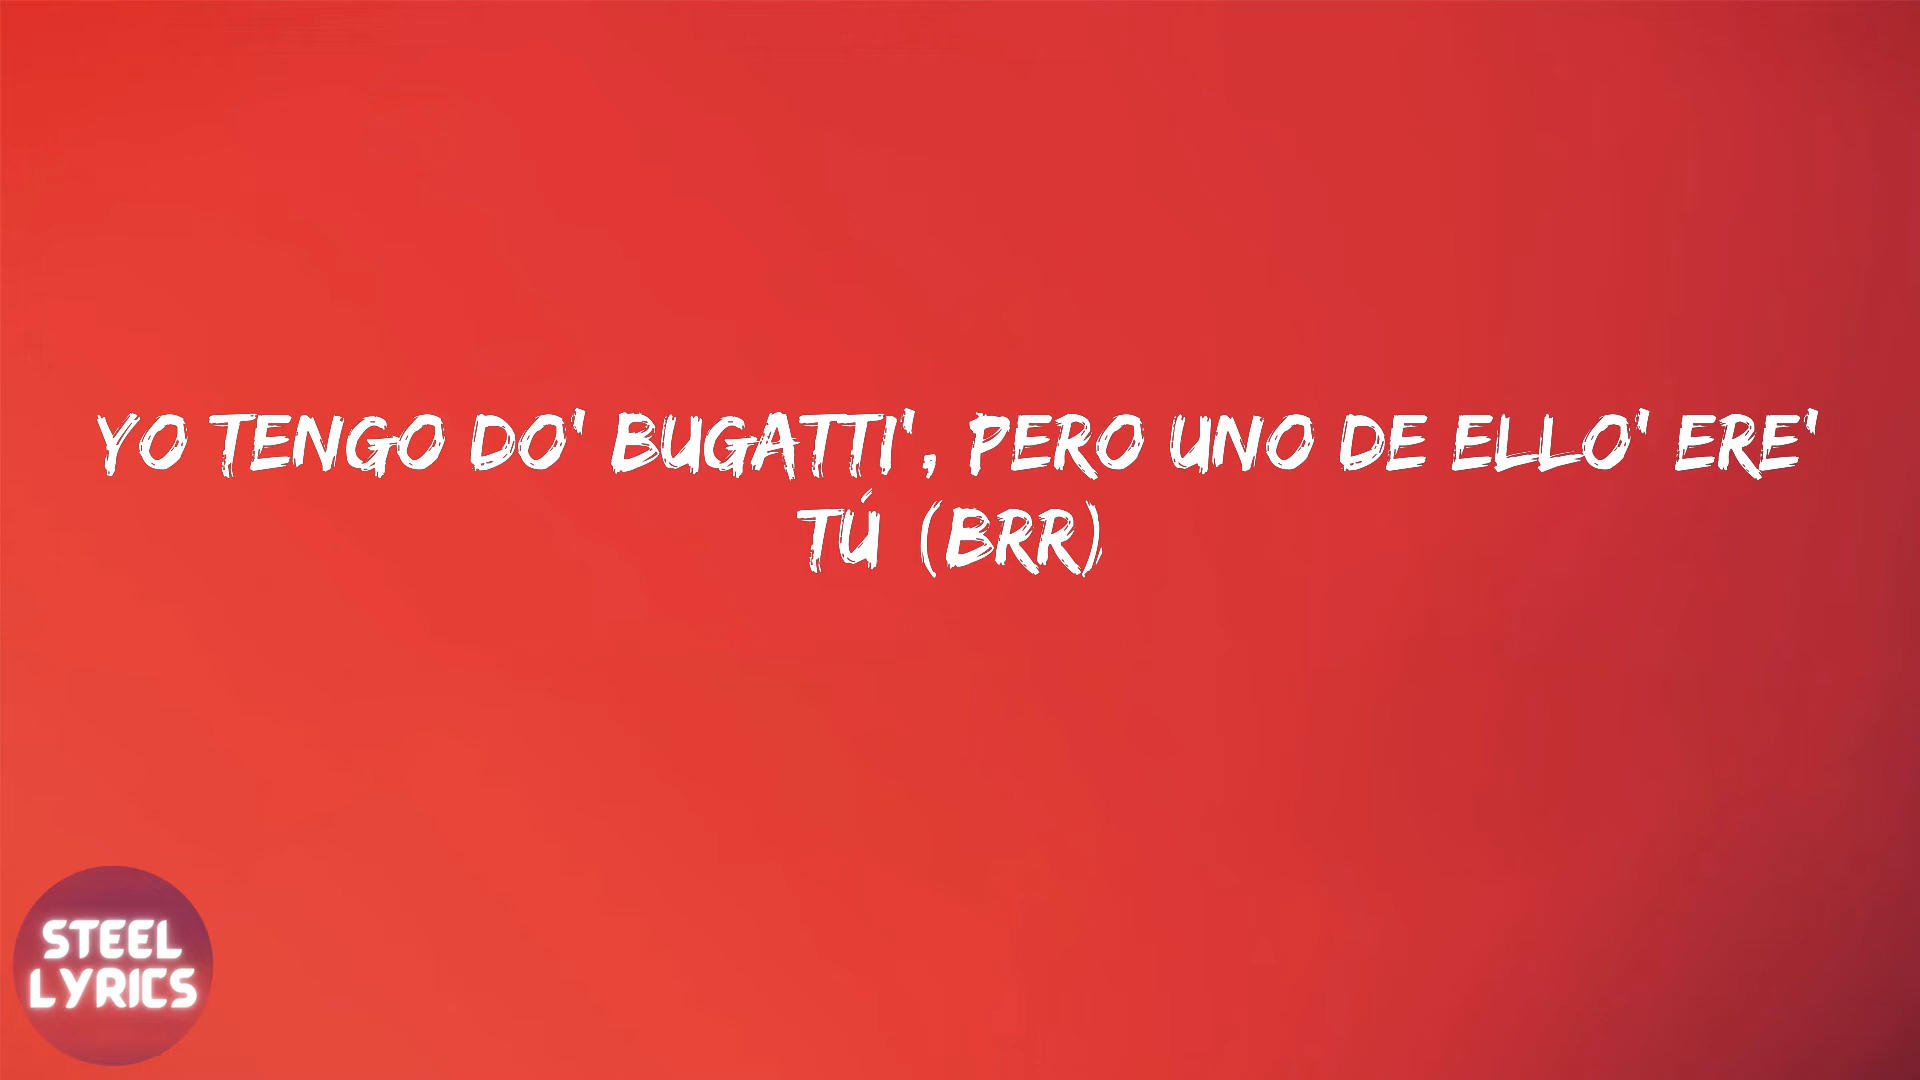 YO TENGO DO' BUGATTI', PERO UNO DE ELLO' ERE'
TÚ (BRR)
STEEL
LYRICS